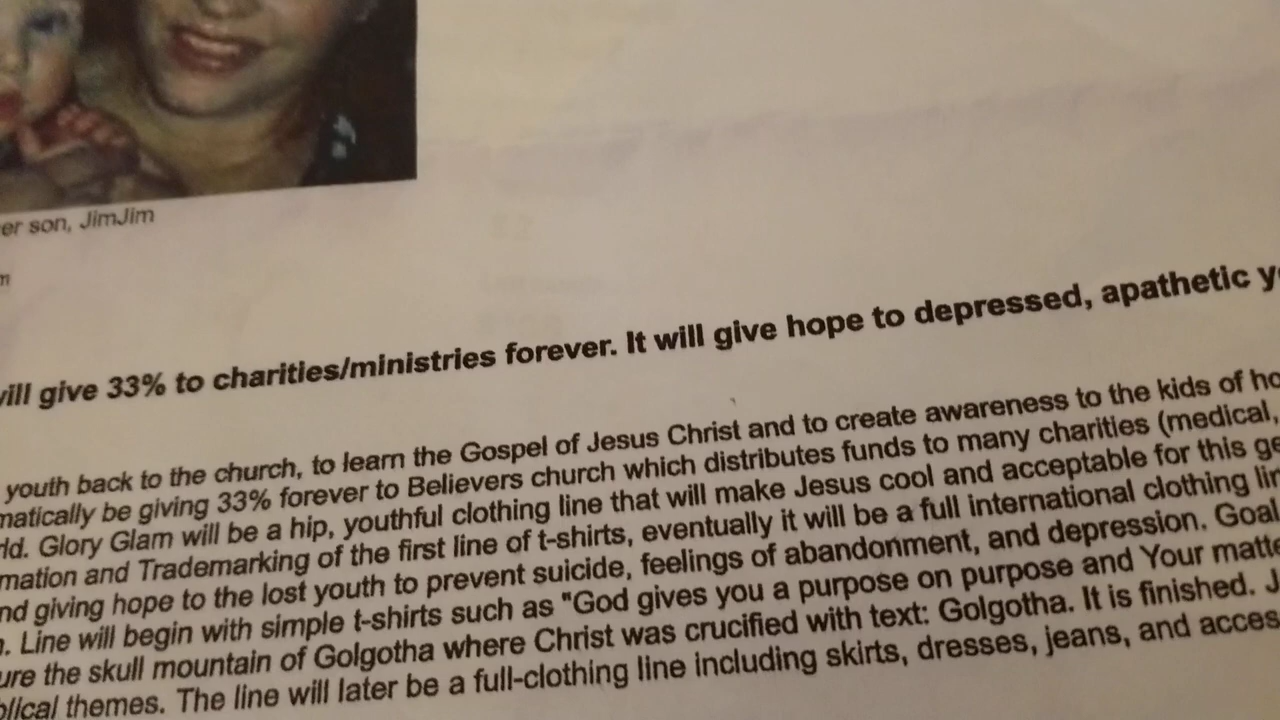 er son, JimJim
m
will give 33% to charities/ministries forever. It will give hope to depressed, apathetic y
youth back to the church, to learn the Gospel of Jesus Christ and to create awareness to the kids of ho
matically be giving 33% forever to Believers church which distributes funds to many charities (medical,
rld. Glory Glam will be a hip, youthful clothing line that will make Jesus cool and acceptable for this ge
mation and Trademarking of the first line of t-shirts, eventually it will be a full international clothing lin
nd giving hope to the lost youth to prevent suicide, feelings of abandonment, and depression. Goal
. Line will begin with simple t-shirts such as "God gives you a purpose on purpose and Your matte
ure the skull mountain of Golgotha where Christ was crucified with text: Golgotha. It is finished. J
blical themes. The line will later be a full-clothing line including skirts, dresses, jeans, and acces